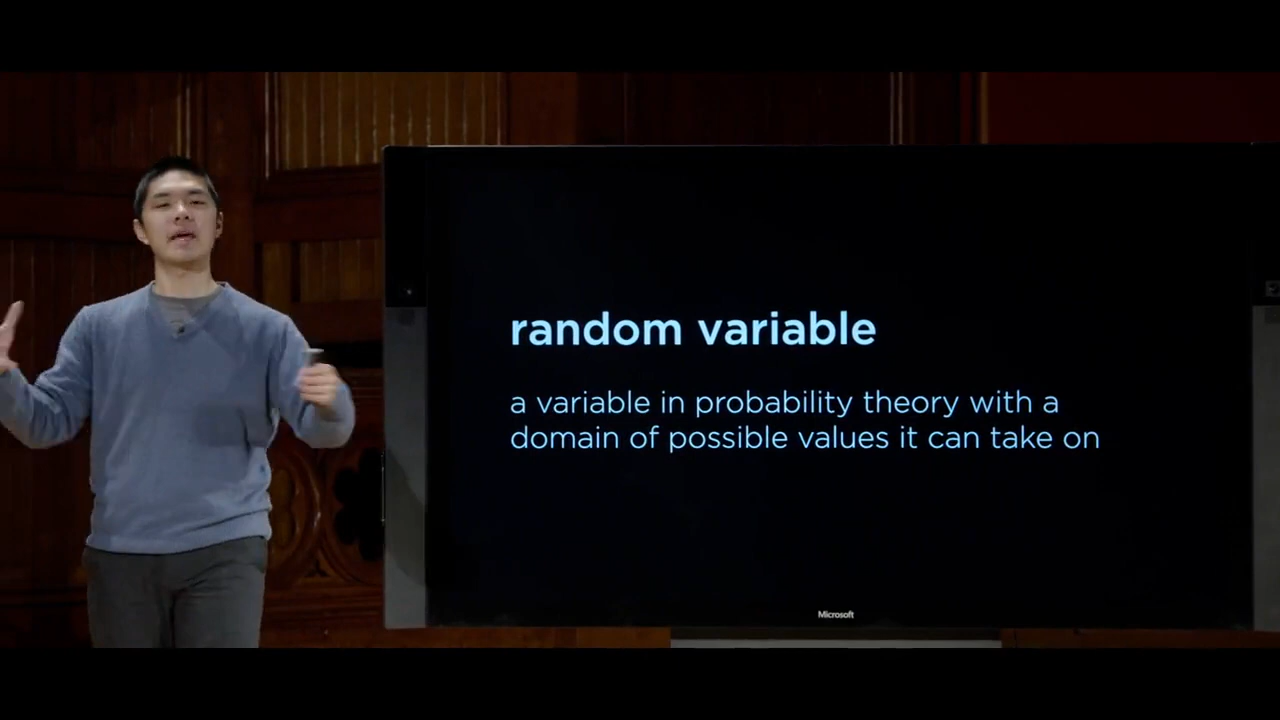 random variable
a variable in probability theory with a
domain of possible values it can take on
Microsoft